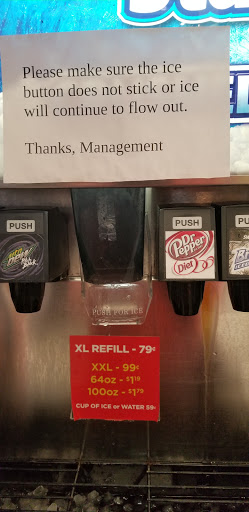 Please make sure the ice
button does not stick or ice
will continue to flow out.
Thanks, Management
PUSH
PUSH
PU
Dr Pepper
Diet
PUSH FOR ICE
XL REFILL - 79¢
XXL - 99¢
64oz - $1.19
100oz - $1.79
CUP OF ICE or WATER 59¢